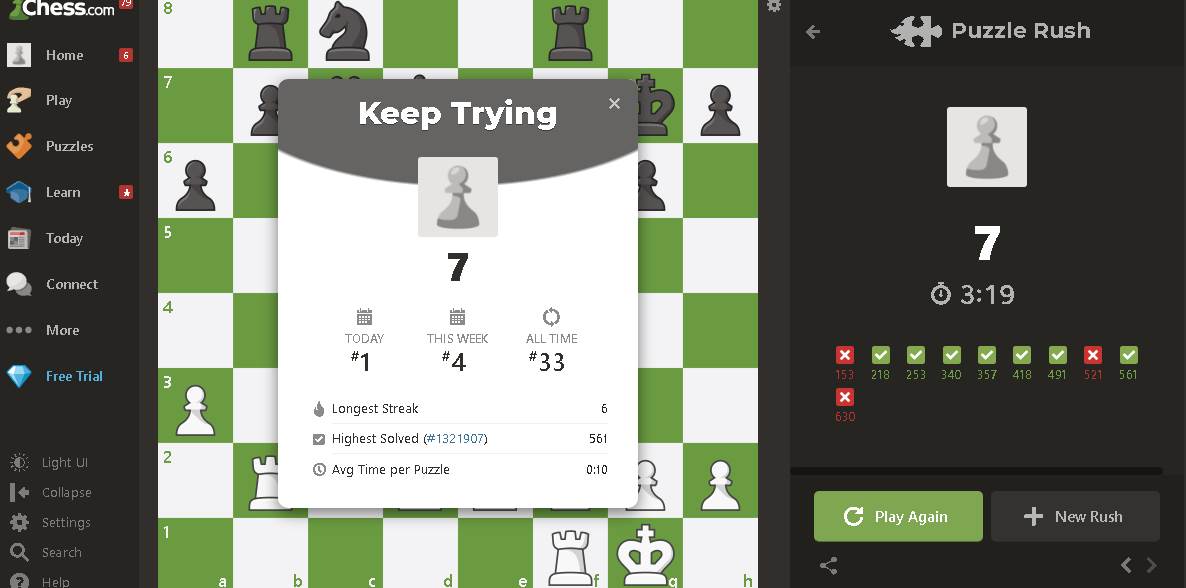 Chess.com
79
Home
6
Play
Puzzles
Learn
Today
Connect
More
Free Trial
Light UI
Collapse
Settings
Search
Help
8
7
6
5
4
3
2
1
a
b
c
d
e
f
g
h
Keep Trying
×
7
TODAY
#1
THIS WEEK
#4
ALL TIME
#33
Longest Streak
6
Highest Solved (#1321907)
561
Avg Time per Puzzle
0:10
Puzzle Rush
7
3:19
153 218 253 340 357 418 491 521 561
630
Play Again
New Rush